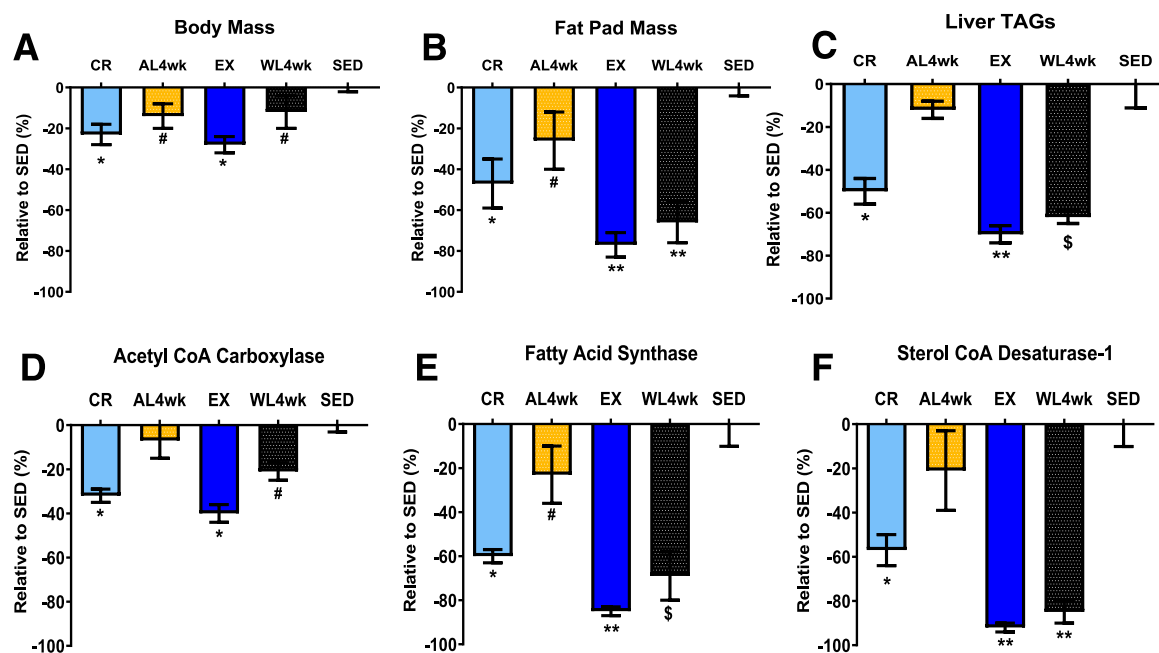 A
Body Mass
CR AL4wk EX WL4wk SED
Relative to SED (%)
0
-20
-40
-60
-80
-100
* # * #
B
Fat Pad Mass
CR AL4wk EX WL4wk SED
Relative to SED (%)
0
-20
-40
-60
-80
-100
* # ** **
C
Liver TAGs
CR AL4wk EX WL4wk SED
Relative to SED (%)
0
-20
-40
-60
-80
-100
* ** $
D
Acetyl CoA Carboxylase
CR AL4wk EX WL4wk SED
Relative to SED (%)
0
-20
-40
-60
-80
-100
* * #
E
Fatty Acid Synthase
CR AL4wk EX WL4wk SED
Relative to SED (%)
0
-20
-40
-60
-80
-100
* # ** $
F
Sterol CoA Desaturase-1
CR AL4wk EX WL4wk SED
Relative to SED (%)
0
-20
-40
-60
-80
-100
* ** **